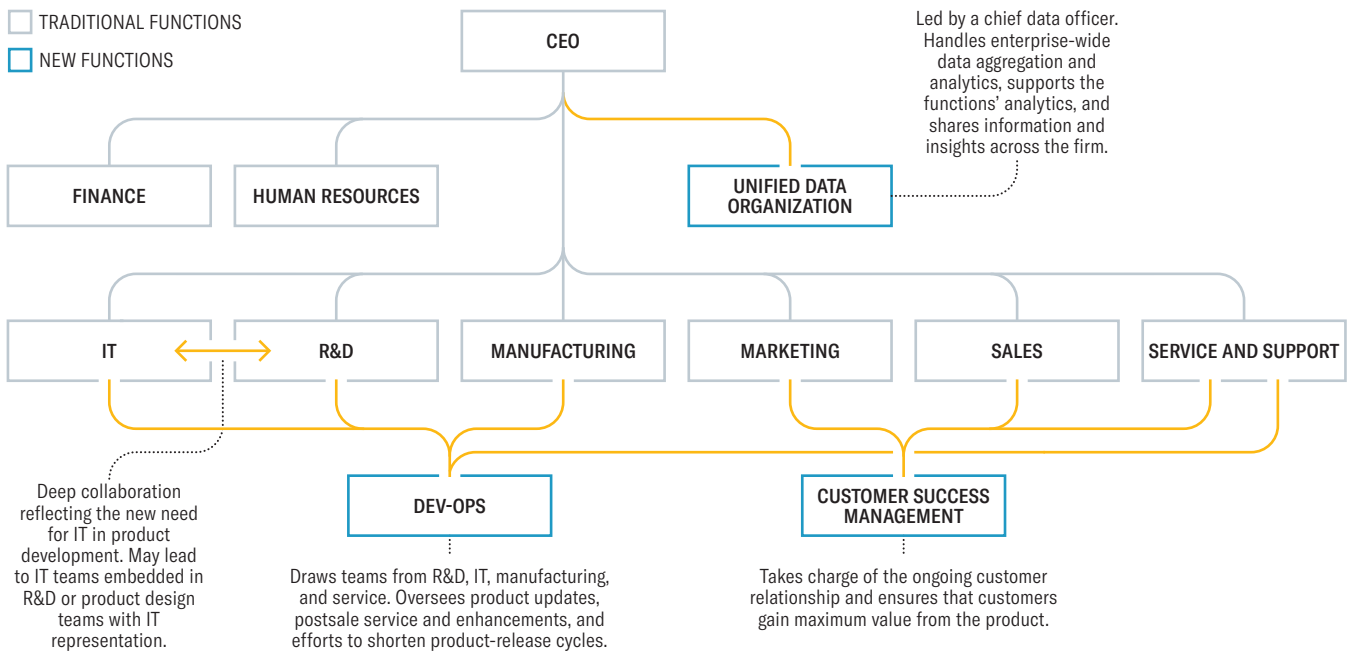 TRADITIONAL FUNCTIONS
NEW FUNCTIONS
CEO
Led by a chief data officer.
Handles enterprise-wide
data aggregation and
analytics, supports the
functions’ analytics, and
shares information and
insights across the firm.
FINANCE
HUMAN RESOURCES
UNIFIED DATA
ORGANIZATION
IT
R&D
MANUFACTURING
MARKETING
SALES
SERVICE AND SUPPORT
Deep collaboration
reflecting the new need
for IT in product
development. May lead
to IT teams embedded in
R&D or product design
teams with IT
representation.
DEV-OPS
Draws teams from R&D, IT, manufacturing,
and service. Oversees product updates,
postsale service and enhancements, and
efforts to shorten product-release cycles.
CUSTOMER SUCCESS
MANAGEMENT
Takes charge of the ongoing customer
relationship and ensures that customers
gain maximum value from the product.